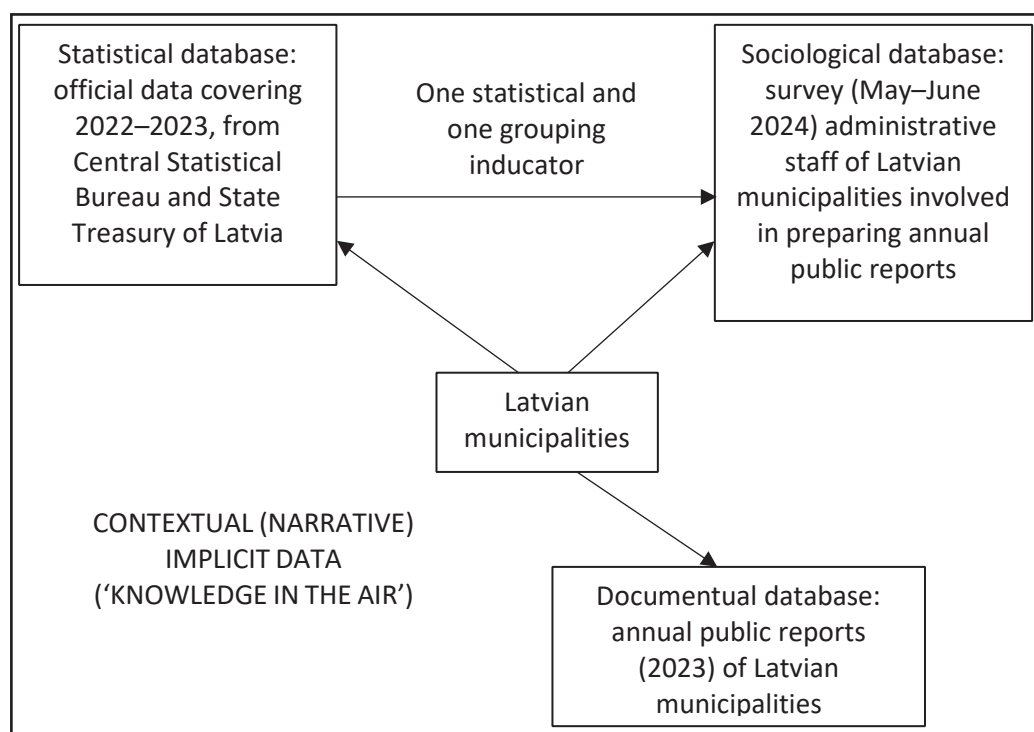 Statistical database:
official data covering
2022–2023, from
Central Statistical
Bureau and State
Treasury of Latvia
One statistical and
one grouping
inducator
Sociological database:
survey (May–June
2024) administrative
staff of Latvian
municipalities involved
in preparing annual
public reports
Latvian
municipalities
CONTEXTUAL (NARRATIVE)
IMPLICIT DATA
(‘KNOWLEDGE IN THE AIR’)
Documentual database:
annual public reports
(2023) of Latvian
municipalities